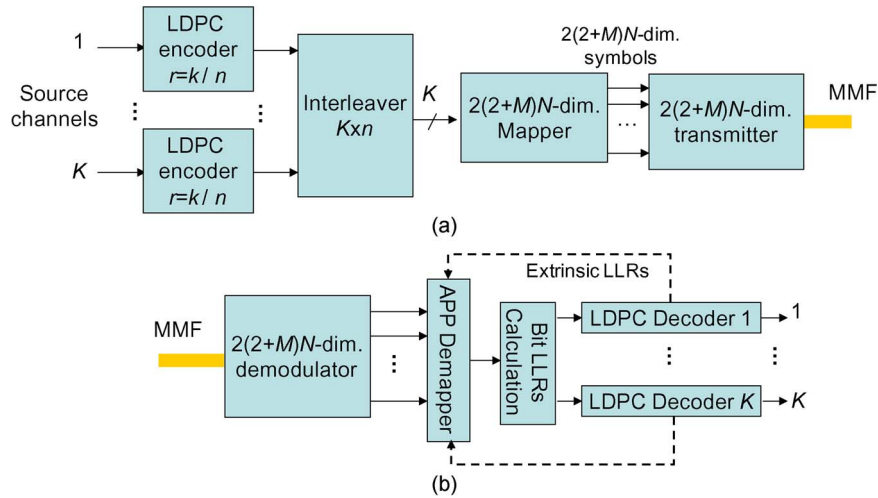 1
Source
channels
K
LDPC
encoder
r=k / n
LDPC
encoder
r=k / n
Interleaver
Kxn
K
2(2+M)N-dim.
Mapper
2(2+M)N-dim.
symbols
2(2+M)N-dim.
transmitter
MMF
(a)
MMF
2(2+M)N-dim.
demodulator
APP Demapper
Bit LLRs
Calculation
Extrinsic LLRs
LDPC Decoder 1
1
LDPC Decoder K
K
(b)